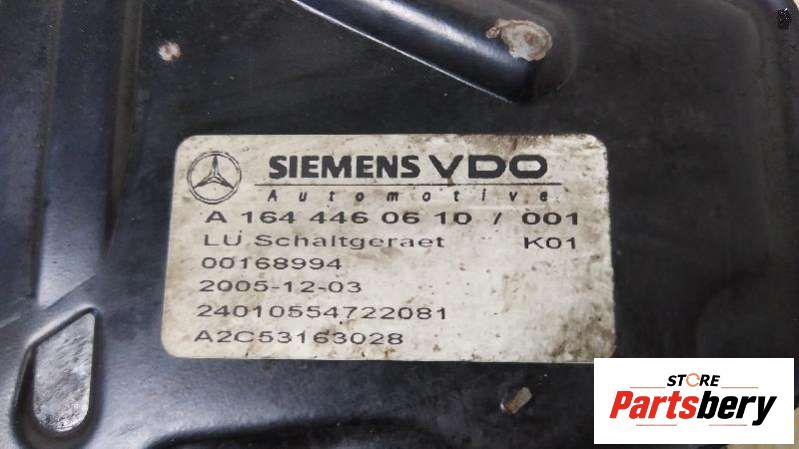 SIEMENS VDO
Automotive
A 164 446 06 10 / 001
LU Schaltgeraet K01
00168994
2005-12-03
24010554722081
A2C53163028
STORE
Partsbery